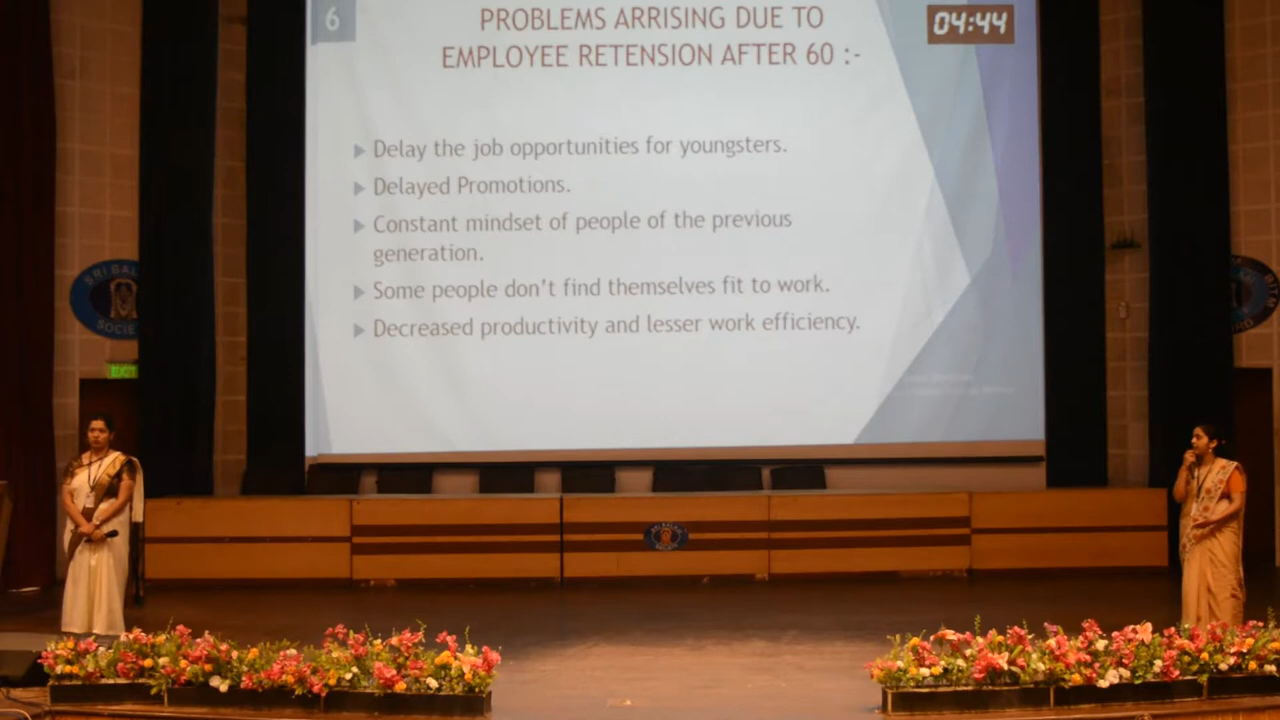 6
PROBLEMS ARRISING DUE TO
EMPLOYEE RETENSION AFTER 60 :-
04:44
Delay the job opportunities for youngsters.
Delayed Promotions.
Constant mindset of people of the previous
generation.
Some people don't find themselves fit to work.
Decreased productivity and lesser work efficiency.
SRI